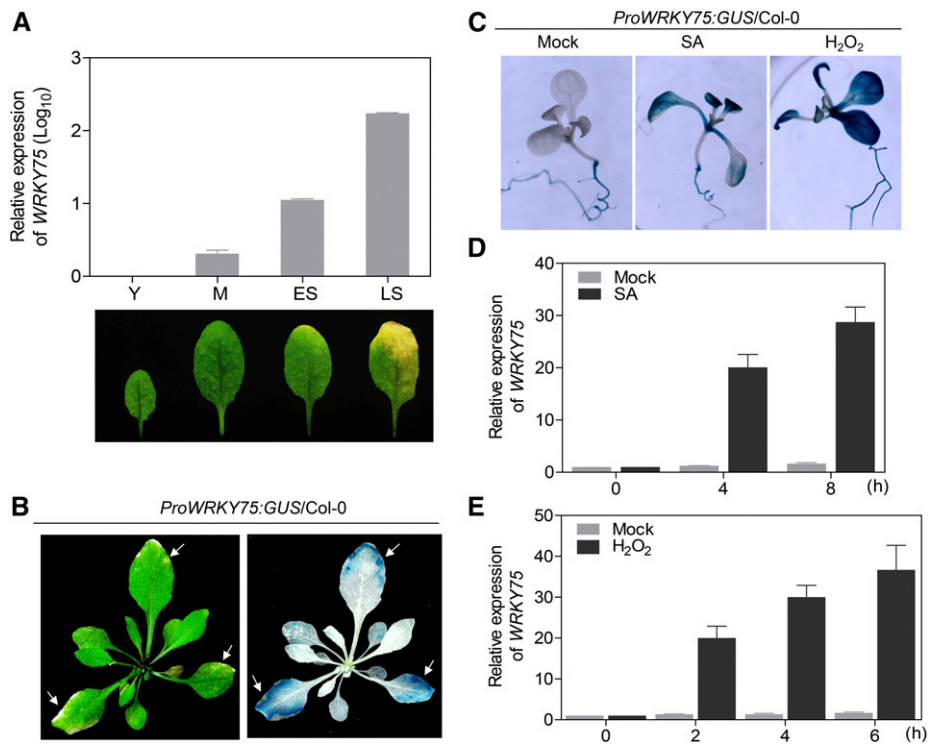 A
Relative expression
of WRKY75 (Log₁₀)
3
2
1
0
Y M ES LS
B
ProWRKY75:GUS/Col-0
C
ProWRKY75:GUS/Col-0
Mock SA H₂O₂
D
Relative expression
of WRKY75
40
30
20
10
0
Mock
SA
0 4 8 (h)
E
Relative expression
of WRKY75
50
40
30
20
10
0
Mock
H₂O₂
0 2 4 6 (h)